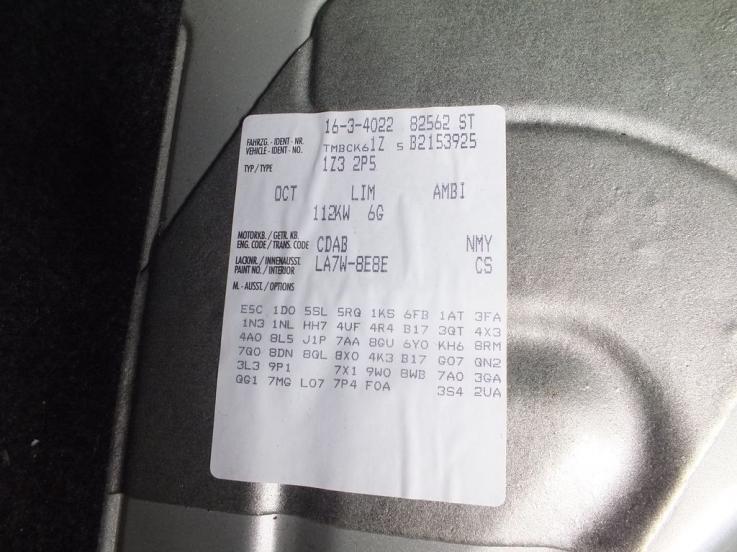 16-3-4022 82562 ST
FAHRZG. - IDENT - NR.
VEHICLE - IDENT - NO. TMBCK61Z 5 B2153925
TYP / TYPE 1Z3 2P5
OCT LIM AMBI
112KW 6G
MOTORKB. / GETR. KB.
ENG. CODE / TRANS. CODE CDAB NMY
LACKNR. / INNENAUSST.
PAINT NO. / INTERIOR LA7W-8E8E CS
M. - AUSST. / OPTIONS
E5C 1D0 5SL 5RQ 1KS 6FB 1AT 3FA
1N3 1NL HH7 4UF 4R4 B17 3QT 4X3
4A0 8L5 J1P 7AA 8GU 6Y0 KH6 8RM
7Q0 8DN 8QL 8X0 4K3 B17 G07 QN2
3L3 9P1 7X1 9W0 8WB 7A0 3GA
QG1 7MG L07 7P4 F0A 3S4 2UA